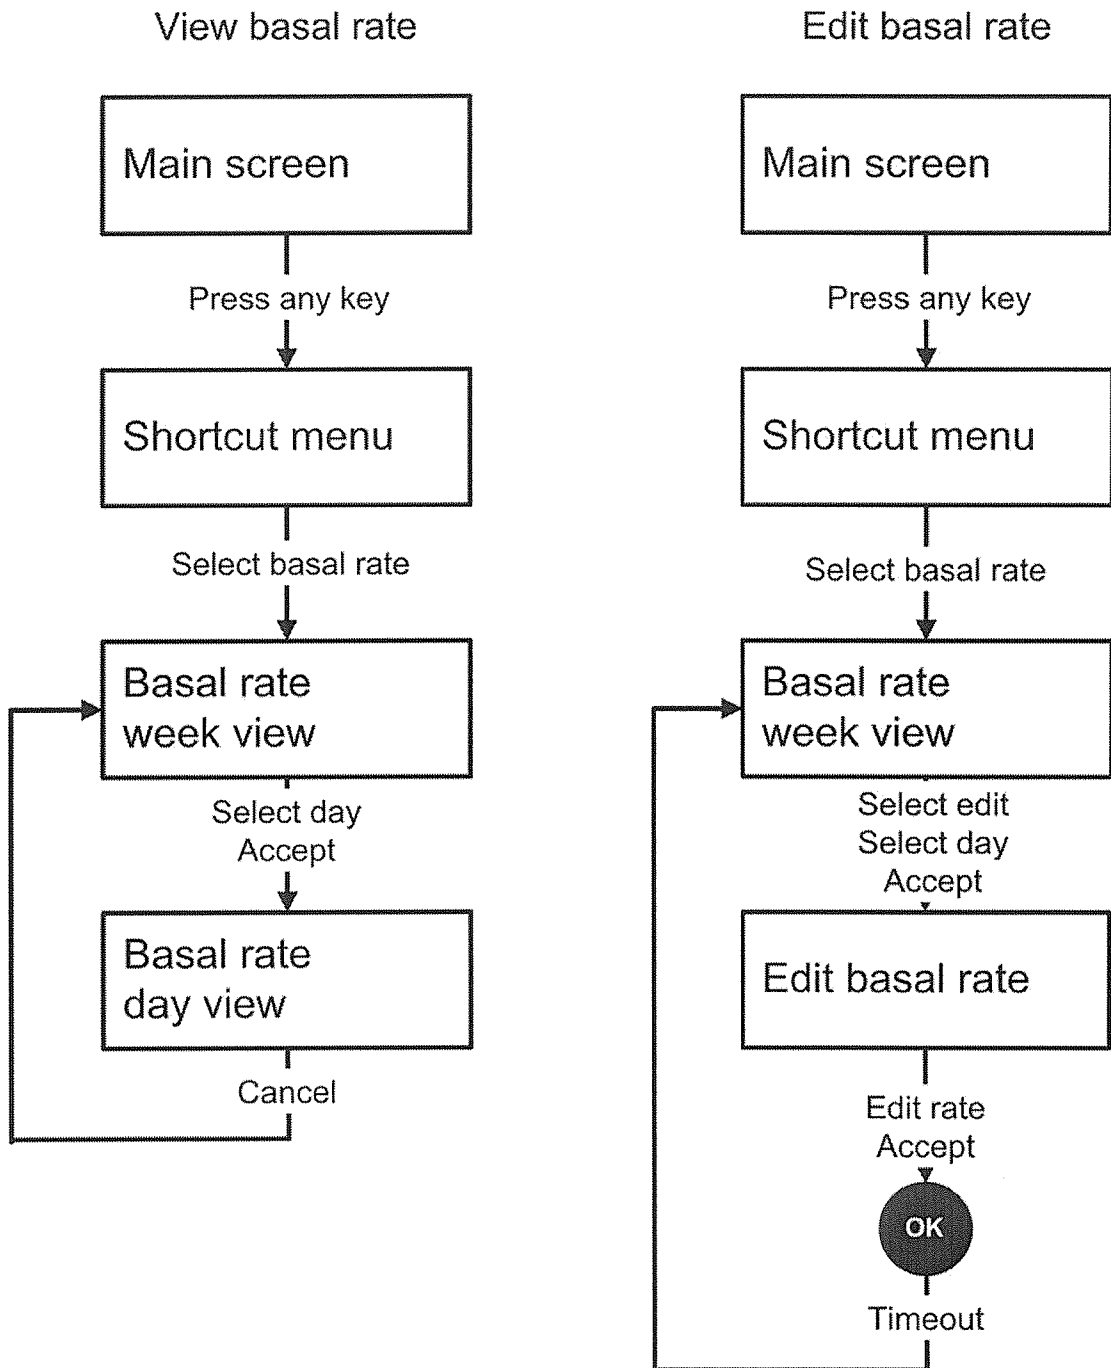 View basal rate
Main screen
Press any key
Shortcut menu
Select basal rate
Basal rate
week view
Select day
Accept
Basal rate
day view
Cancel
Edit basal rate
Main screen
Press any key
Shortcut menu
Select basal rate
Basal rate
week view
Select edit
Select day
Accept
Edit basal rate
Edit rate
Accept
OK
Timeout